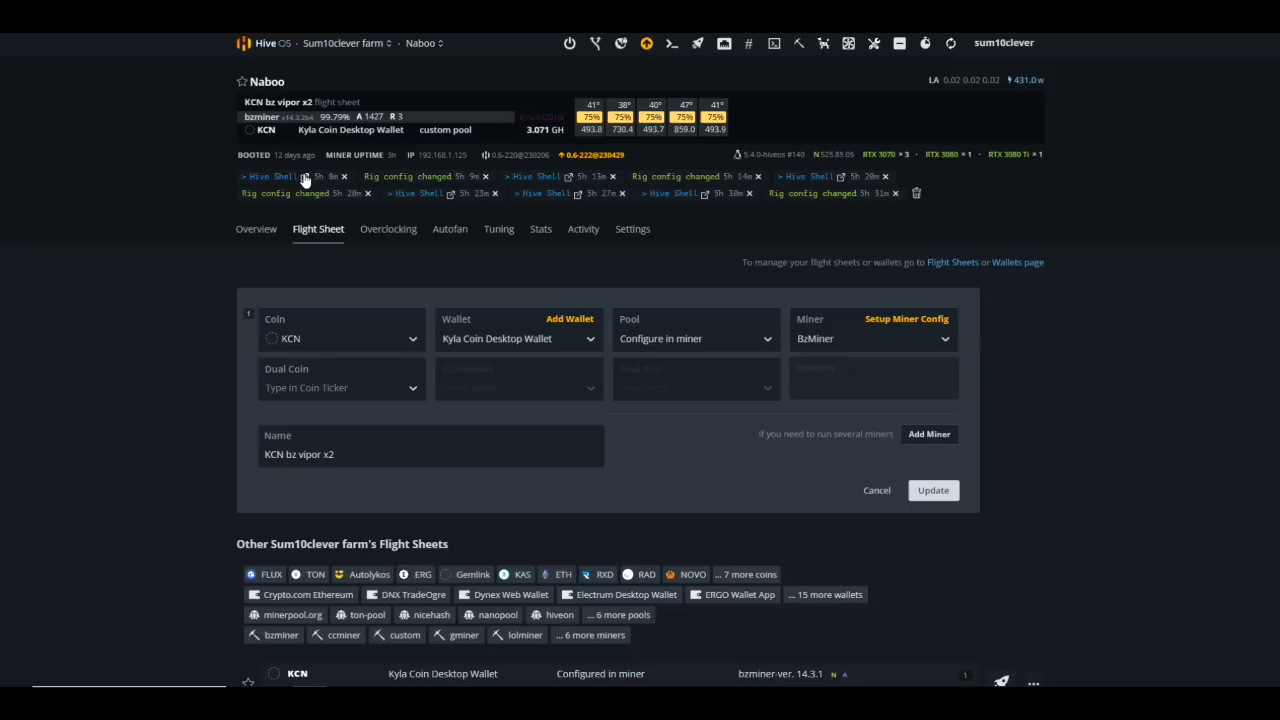 Hive OS · Sum10clever farm · Naboo # sum10clever
Naboo LA 0.02 0.02 0.02 431.0 w
KCN bz vipor x2 flight sheet 41° 38° 40° 47° 41°
bzminer v14.3.2b4 99.79% A 1427 R 3 KYLACOIN 75% 75% 75% 75% 75%
KCN Kyla Coin Desktop Wallet custom pool 3.071 GH 493.8 730.4 493.7 859.0 493.9
BOOTED 12 days ago MINER UPTIME 3h IP 192.168.1.125 0.6-220@230206 0.6-222@230429 5.4.0-hiveos #140 N 525.85.05 RTX 3070 × 3 RTX 3080 × 1 RTX 3080 Ti × 1
> Hive Shell 5h 8m × Rig config changed 5h 9m × > Hive Shell 5h 13m × Rig config changed 5h 14m × > Hive Shell 5h 20m ×
Rig config changed 5h 20m × > Hive Shell 5h 23m × > Hive Shell 5h 27m × > Hive Shell 5h 30m × Rig config changed 5h 31m ×
Overview Flight Sheet Overclocking Autofan Tuning Stats Activity Settings
To manage your flight sheets or wallets go to Flight Sheets or Wallets page
1 Coin Wallet Add Wallet Pool Miner Setup Miner Config
KCN Kyla Coin Desktop Wallet Configure in miner BzMiner
Dual Coin
Type in Coin Ticker
Name If you need to run several miners Add Miner
KCN bz vipor x2
Cancel Update
Other Sum10clever farm's Flight Sheets
FLUX TON Autolykos ERG Gemlink KAS ETH RXD RAD NOVO ... 7 more coins
Crypto.com Ethereum DNX TradeOgre Dynex Web Wallet Electrum Desktop Wallet ERGO Wallet App ... 15 more wallets
minerpool.org ton-pool nicehash nanopool hiveon ... 6 more pools
bzminer ccminer custom gminer lolminer ... 6 more miners
KCN Kyla Coin Desktop Wallet Configured in miner bzminer-ver. 14.3.1 N A 1